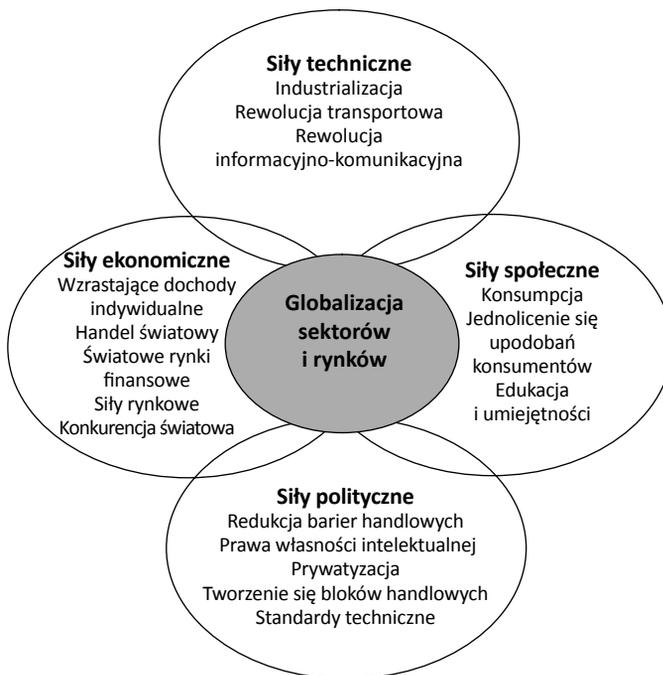 Siły techniczne
Industrializacja
Rewolucja transportowa
Rewolucja
informacyjno-komunikacyjna
Siły ekonomiczne
Wzrastające dochody
indywidualne
Handel światowy
Światowe rynki
finansowe
Siły rynkowe
Konkurencja światowa
Globalizacja
sektorów
i rynków
Siły społeczne
Konsumpcja
Jednolicenie się
upodobań
konsumentów
Edukacja
i umiejętności
Siły polityczne
Redukcja barier handlowych
Prawa własności intelektualnej
Prywatyzacja
Tworzenie się bloków handlowych
Standardy techniczne